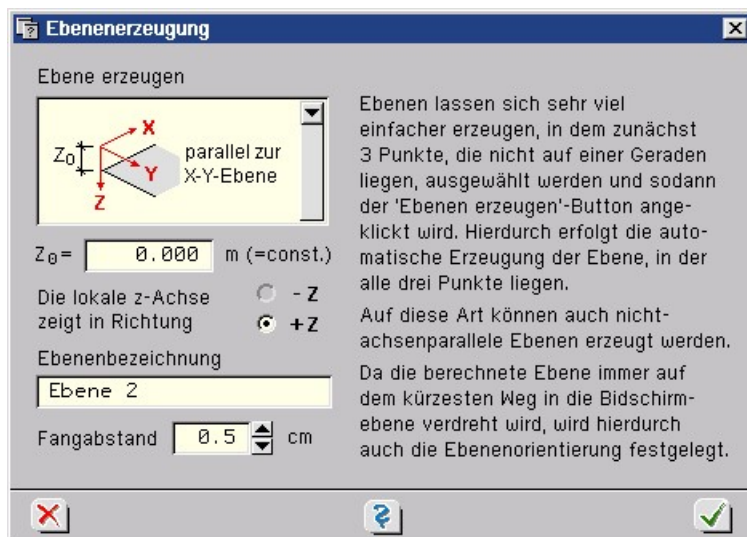 Ebenenerzeugung
Ebene erzeugen
X
Z0
Y
Z
parallel zur
X-Y-Ebene
Z0= 0.000 m (=const.)
Die lokale z-Achse
zeigt in Richtung
- Z
+Z
Ebenenbezeichnung
Ebene 2
Fangabstand 0.5 cm
Ebenen lassen sich sehr viel
einfacher erzeugen, in dem zunächst
3 Punkte, die nicht auf einer Geraden
liegen, ausgewählt werden und sodann
der 'Ebenen erzeugen'-Button ange-
klickt wird. Hierdurch erfolgt die auto-
matische Erzeugung der Ebene, in der
alle drei Punkte liegen.
Auf diese Art können auch nicht-
achsenparallele Ebenen erzeugt werden.
Da die berechnete Ebene immer auf
dem kürzesten Weg in die Bidschirm-
ebene verdreht wird, wird hierdurch
auch die Ebenenorientierung festgelegt.